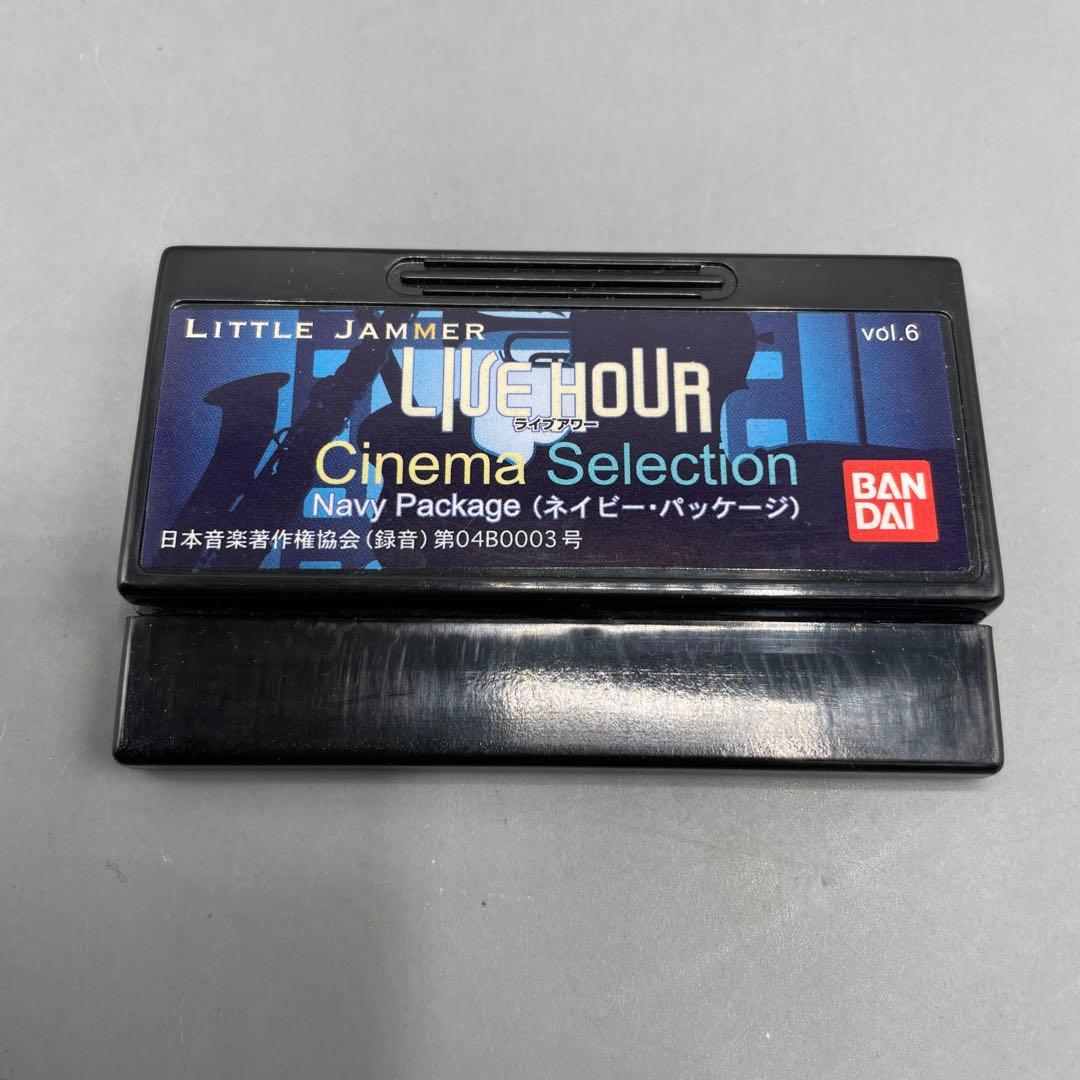 LITTLE JAMMER
vol.6
LIVE HOUR
ライブアワー
Cinema Selection
Navy Package（ネイビー・パッケージ）
BAN
DAI
日本音楽著作権協会（録音）第04B0003号